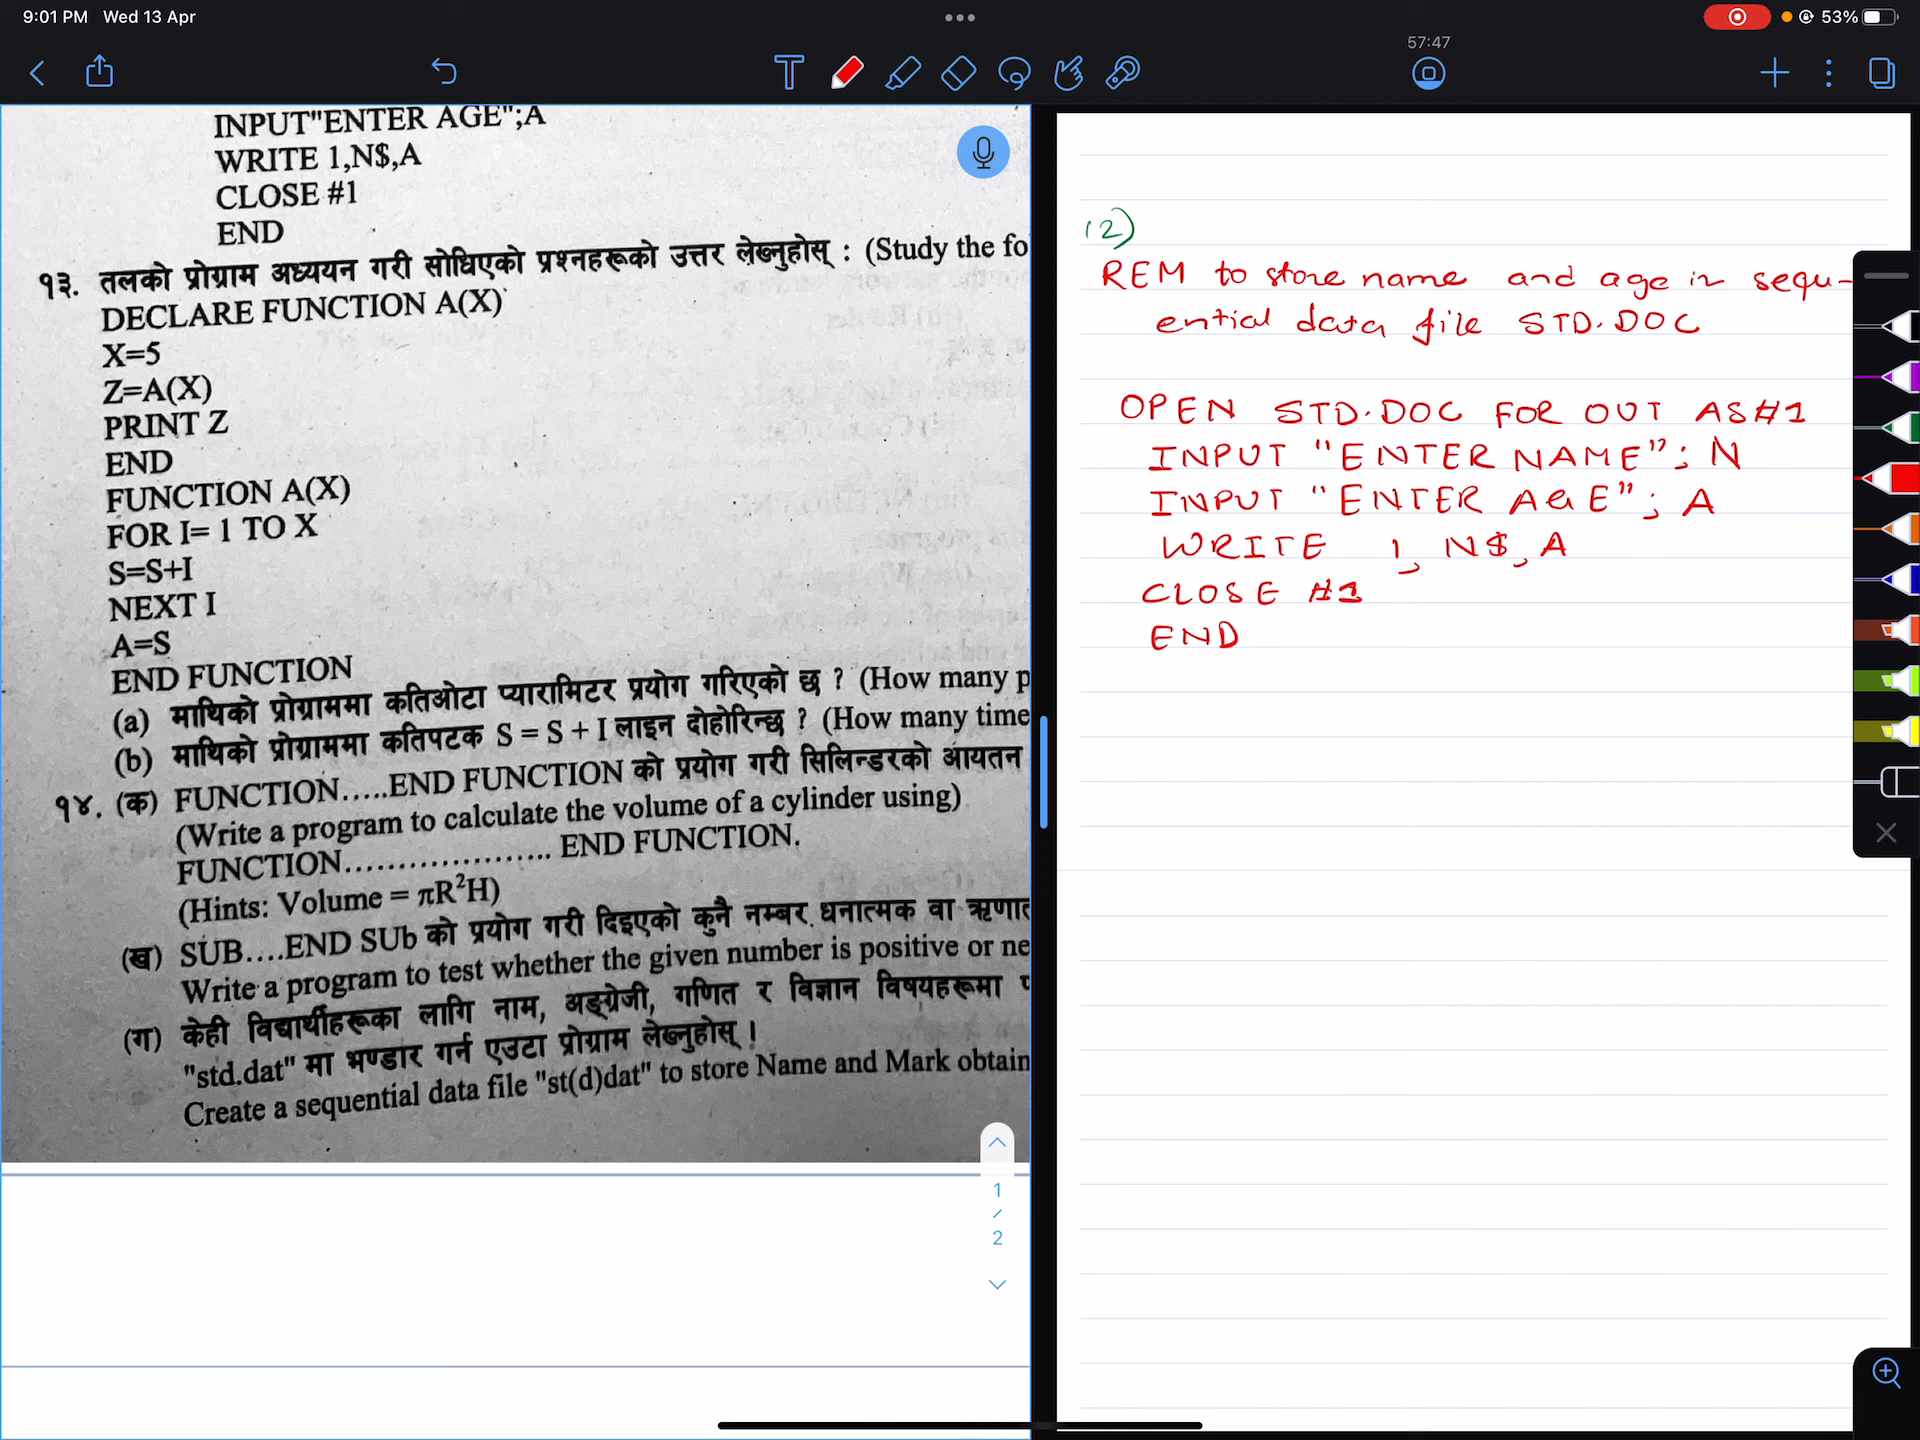 9:01 PM Wed 13 Apr
53%
57:47
INPUT"ENTER AGE";A
WRITE 1,N$,A
CLOSE #1
END
१३. तलको प्रोग्राम अध्ययन गरी सोधिएको प्रश्नहरूको उत्तर लेख्नुहोस् : (Study the fo
DECLARE FUNCTION A(X)
X=5
Z=A(X)
PRINT Z
END
FUNCTION A(X)
FOR I= 1 TO X
S=S+I
NEXT I
A=S
END FUNCTION
(a) माथिको प्रोग्राममा कतिओटा प्यारामिटर प्रयोग गरिएको छ ? (How many p
(b) माथिको प्रोग्राममा कतिपटक S = S + I लाइन दोहोरिन्छ ? (How many time
१४. (क) FUNCTION.....END FUNCTION को प्रयोग गरी सिलिन्डरको आयतन
(Write a program to calculate the volume of a cylinder using)
FUNCTION.................... END FUNCTION.
(Hints: Volume = πR²H)
(ख) SUB....END SUb को प्रयोग गरी दिइएको कुनै नम्बर धनात्मक वा ऋणात
Write a program to test whether the given number is positive or ne
(ग) केही विद्यार्थीहरूका लागि नाम, अङ्ग्रेजी, गणित र विज्ञान विषयहरूमा
"std.dat" मा भण्डार गर्न एउटा प्रोग्राम लेख्नुहोस् ।
Create a sequential data file "st(d)dat" to store Name and Mark obtain
1
/
2
12)
REM to store name and age in sequ-
ential data file STD.DOC
OPEN STD.DOC FOR OUT AS#1
INPUT "ENTER NAME"; N
INPUT "ENTER AGE"; A
WRITE 1, N$, A
CLOSE #1
END